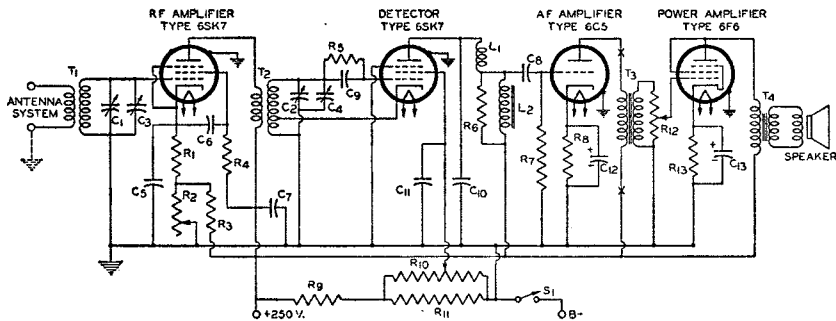 RF AMPLIFIER
TYPE 6SK7
DETECTOR
TYPE 6SK7
AF AMPLIFIER
TYPE 6C5
POWER AMPLIFIER
TYPE 6F6
T1
ANTENNA
SYSTEM
C1
C3
C5
R1
R2
C6
R4
R3
C7
T2
R5
C2
C4
C9
C11
C10
L1
R6
L2
C8
R7
R8
+
C12
T3
R12
R13
+
C13
T4
SPEAKER
R9
R10
R11
S1
+250 V.
B-